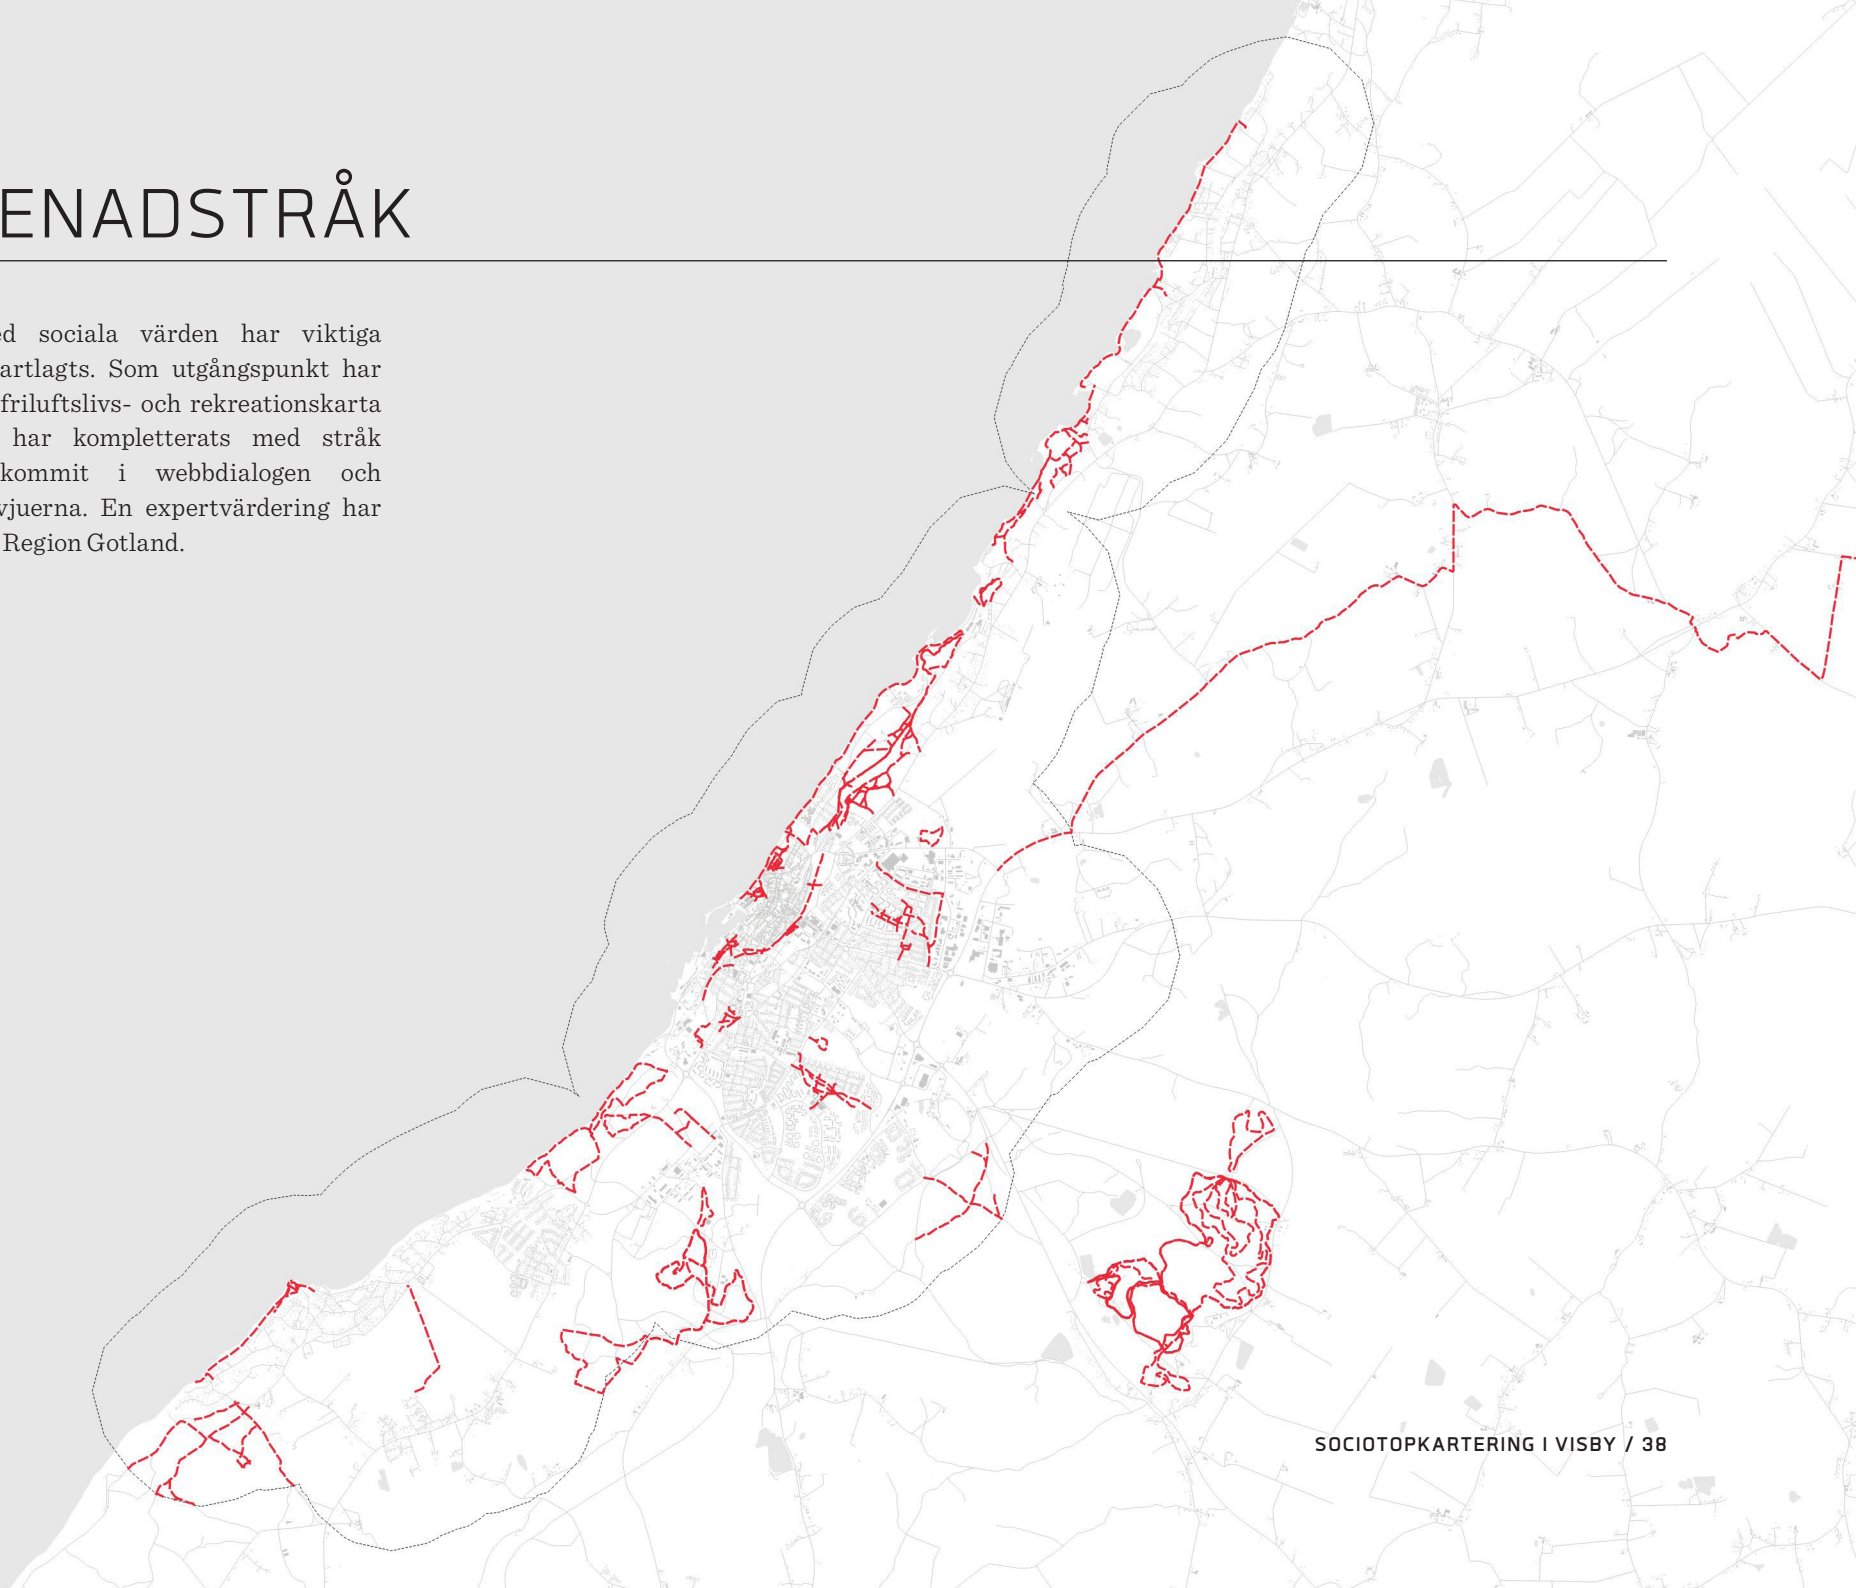 ENADSTRÅK
ed sociala värden har viktiga
artlagts. Som utgångspunkt har
friluftslivs- och rekreationskarta
har kompletterats med stråk
kommit i webbdialogen och
vjuerna. En expertvärdering har
Region Gotland.
SOCIOTOPKARTERING I VISBY / 38